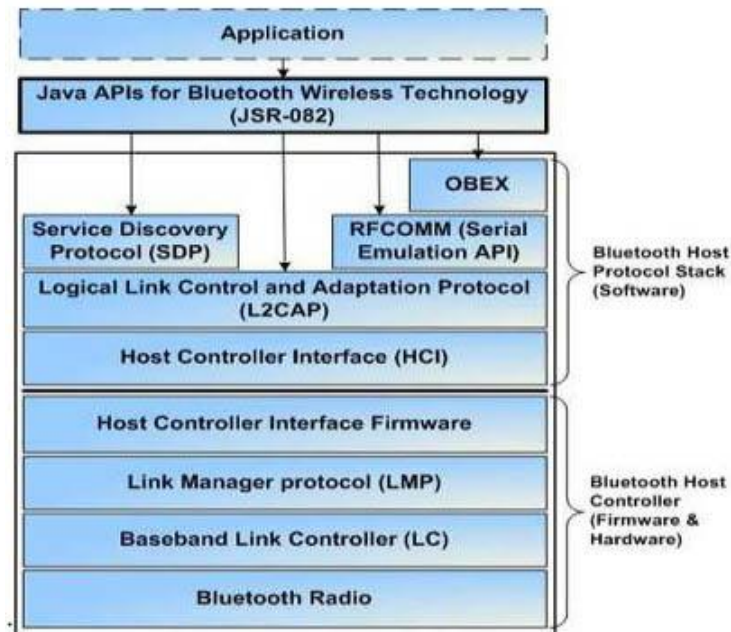 Application
Java APIs for Bluetooth Wireless Technology
(JSR-082)
OBEX
Service Discovery
Protocol (SDP)
RFCOMM (Serial
Emulation API)
Logical Link Control and Adaptation Protocol
(L2CAP)
Host Controller Interface (HCI)
Bluetooth Host
Protocol Stack
(Software)
Host Controller Interface Firmware
Link Manager protocol (LMP)
Baseband Link Controller (LC)
Bluetooth Radio
Bluetooth Host
Controller
(Firmware &
Hardware)